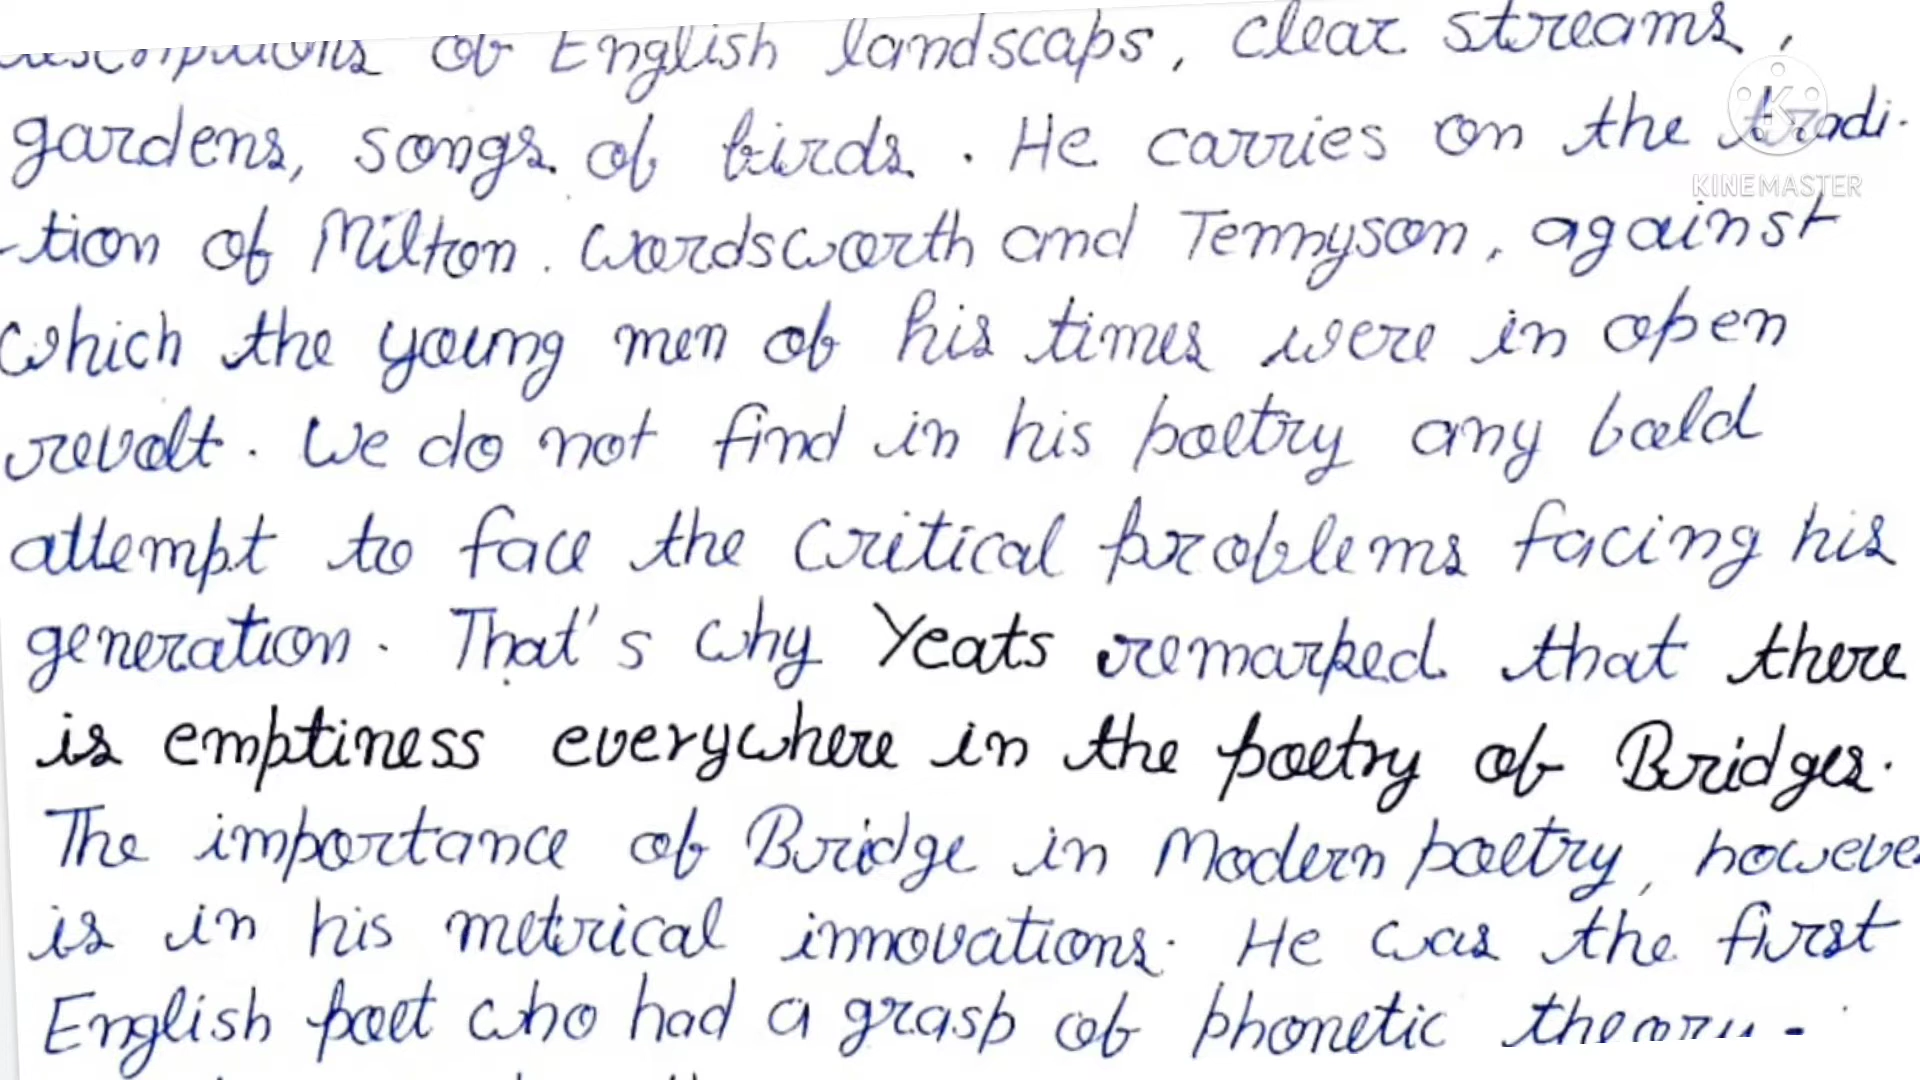 descriptions of English landscaps, clear streams,
gardens, songs of birds. He carries on the tradi-
-tion of Milton. Wordsworth and Tennyson, against
which the young men of his times were in open
revolt. We do not find in his poetry any bold
attempt to face the critical problems facing his
generation. That's why Yeats remarked that there
is emptiness everywhere in the poetry of Bridges.
The importance of Bridge in Modern poetry, however
is in his metrical innovations. He was the first
English poet who had a grasp of phonetic theory -
KINEMASTER